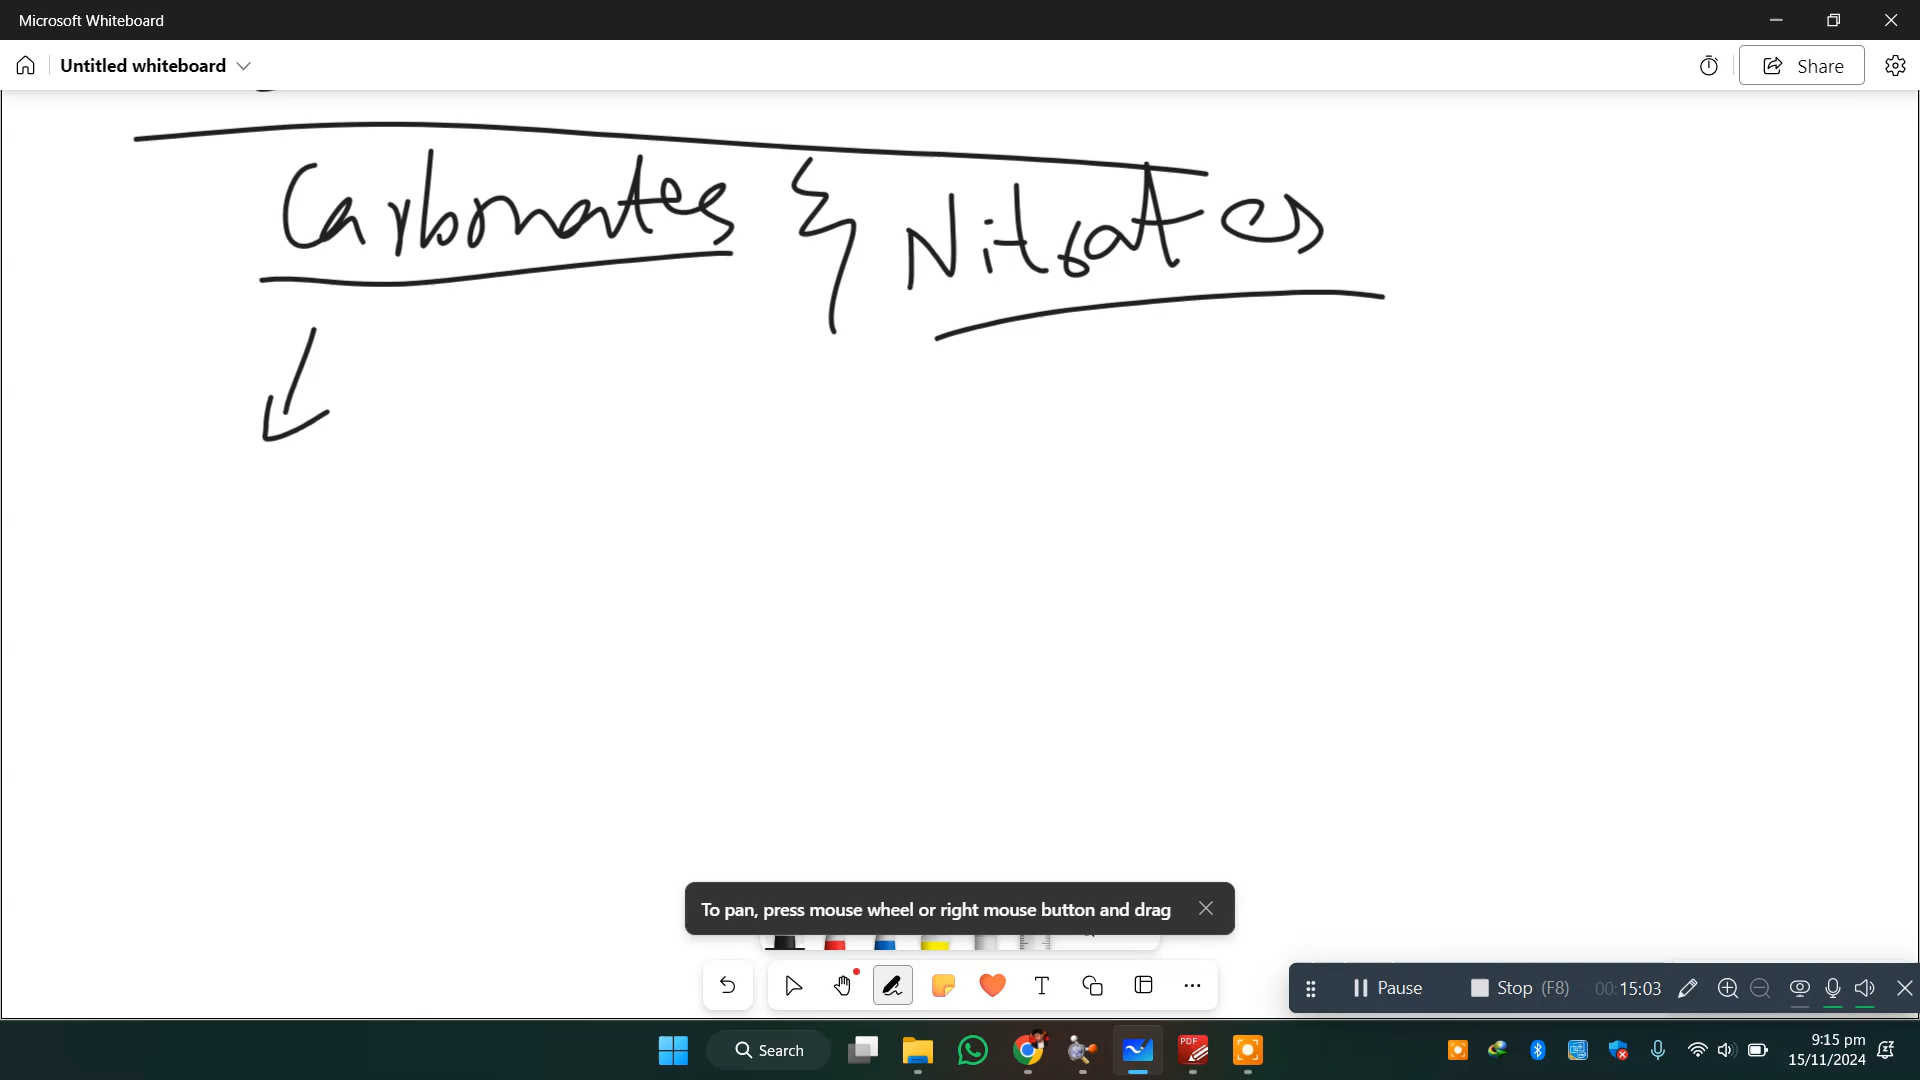 Microsoft Whiteboard
Untitled whiteboard
Share
Carbonates & Nitrates
To pan, press mouse wheel or right mouse button and drag
Pause
Stop (F8)
00:15:03
Search
PDF
9:15 pm
15/11/2024